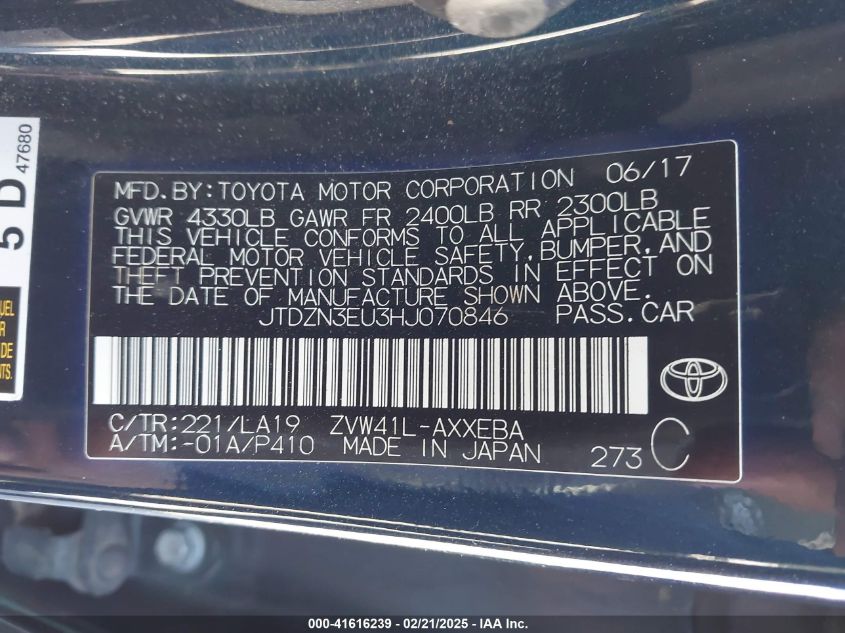 5 D 47680
UEL
R
DE
NTS.
MFD.BY:TOYOTA MOTOR CORPORATION 06/17
GVWR 4330LB GAWR FR 2400LB RR 2300LB
THIS VEHICLE CONFORMS TO ALL APPLICABLE
FEDERAL MOTOR VEHICLE SAFETY,BUMPER,AND
THEFT PREVENTION STANDARDS IN EFFECT ON
THE DATE OF MANUFACTURE SHOWN ABOVE.
JTDZN3EU3HJ070846 PASS.CAR
C/TR:221/LA19 ZVW41L-AXXEBA
A/TM:-01A/P410 MADE IN JAPAN 273 C
000-41616239 - 02/21/2025 - IAA Inc.